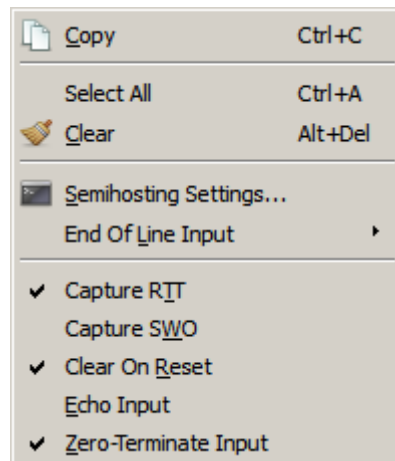 Copy Ctrl+C
Select All Ctrl+A
Clear Alt+Del
Semihosting Settings...
End Of Line Input
Capture RTT
Capture SWO
Clear On Reset
Echo Input
Zero-Terminate Input